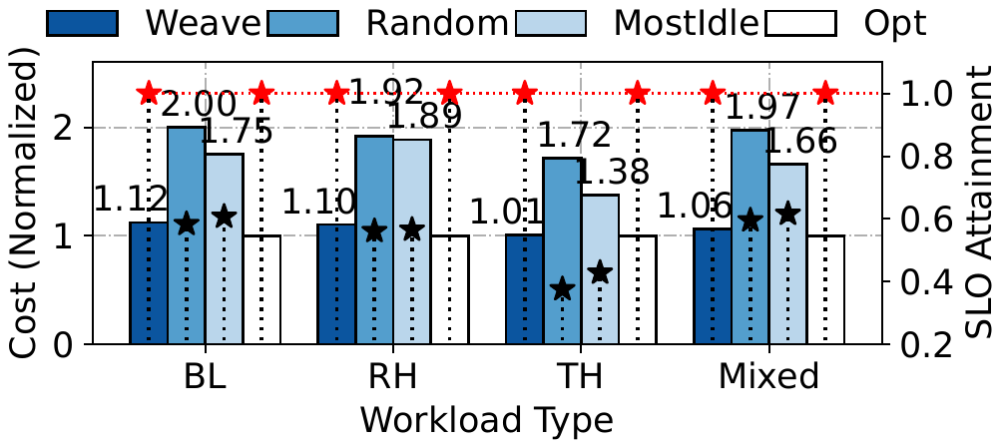 Weave Random MostIdle Opt
Cost (Normalized)
2
1
0
1.12 2.00 1.75
1.10 1.92 1.89
1.01 1.72 1.38
1.06 1.97 1.66
1.0
0.8
0.6
0.4
0.2
SLO Attainment
BL RH TH Mixed
Workload Type